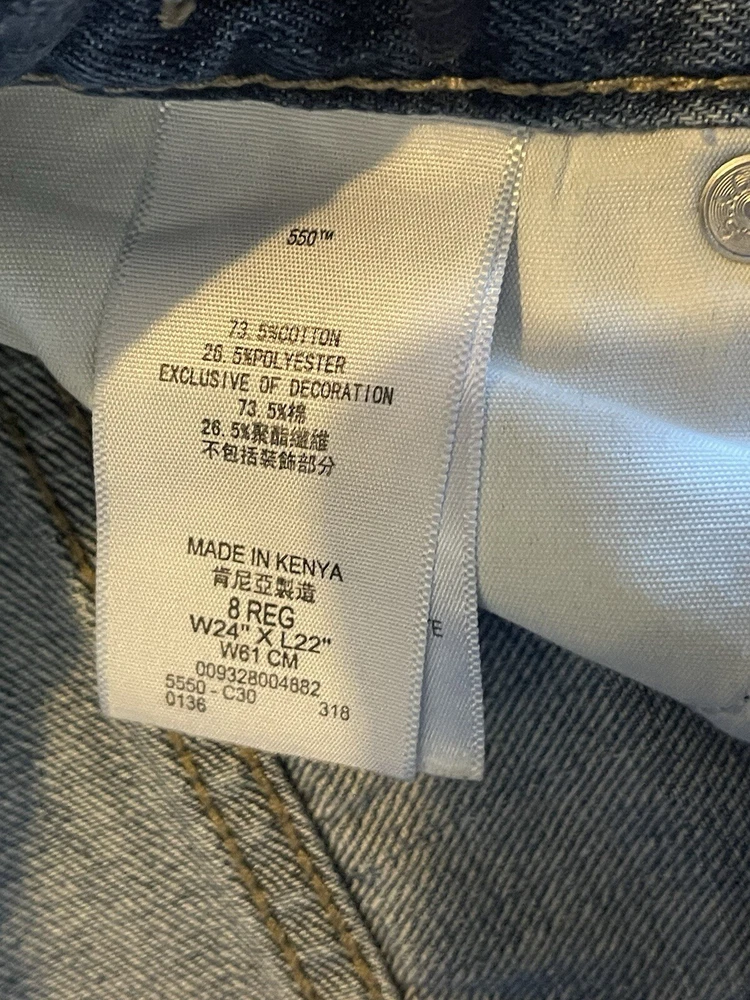 550™
73.5%COTTON
26.5%POLYESTER
EXCLUSIVE OF DECORATION
73.5%棉
26.5%聚酯纖維
不包括裝飾部分
MADE IN KENYA
肯尼亞製造
8 REG
W24" X L22"
W61 CM
009328004882
5550 - C30
0136 318